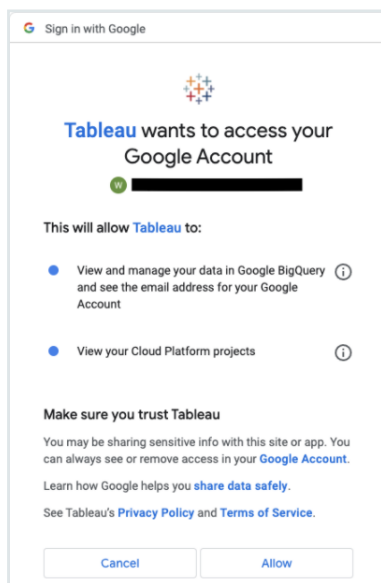 Sign in with Google
Tableau wants to access your
Google Account
W
This will allow Tableau to:
View and manage your data in Google BigQuery
and see the email address for your Google
Account
View your Cloud Platform projects
Make sure you trust Tableau
You may be sharing sensitive info with this site or app. You
can always see or remove access in your Google Account.
Learn how Google helps you share data safely.
See Tableau's Privacy Policy and Terms of Service.
Cancel Allow